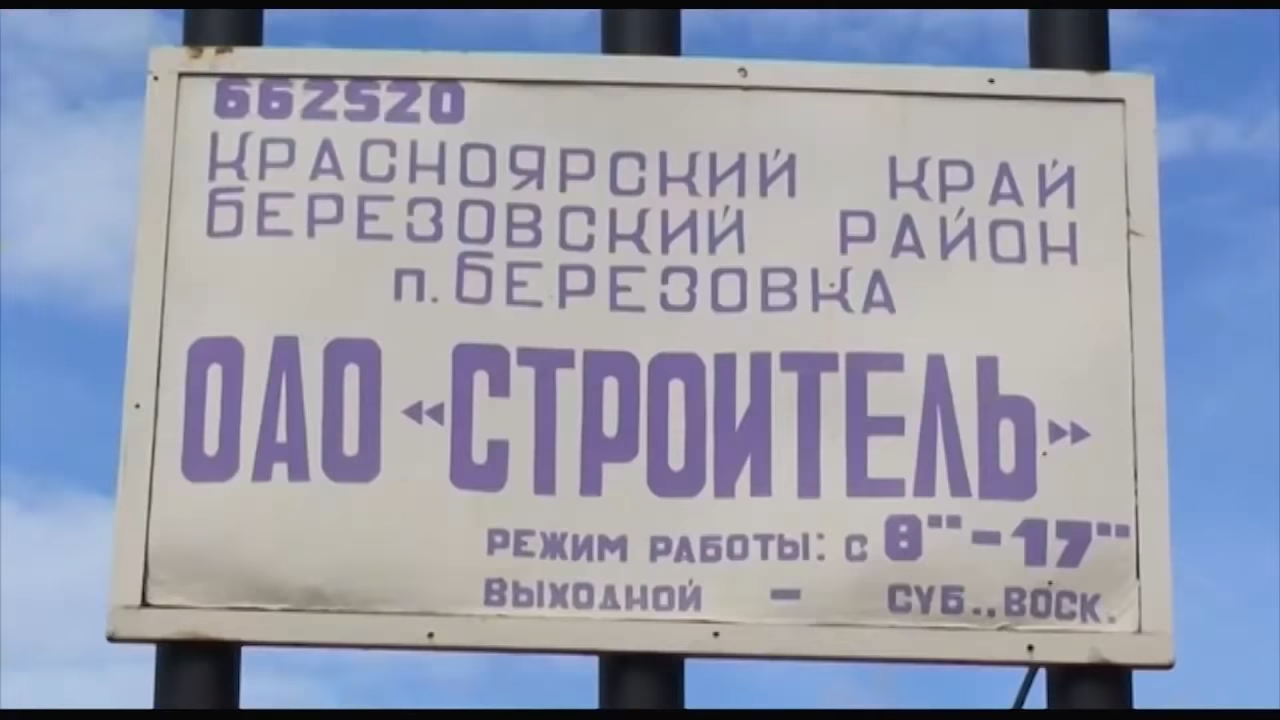 662520
КРАСНОЯРСКИЙ КРАЙ
БЕРЕЗОВСКИЙ РАЙОН
п. БЕРЕЗОВКА
ОАО «СТРОИТЕЛЬ»
РЕЖИМ РАБОТЫ: С 8°° - 17°°
ВЫХОДНОЙ - СУБ., ВОСК.